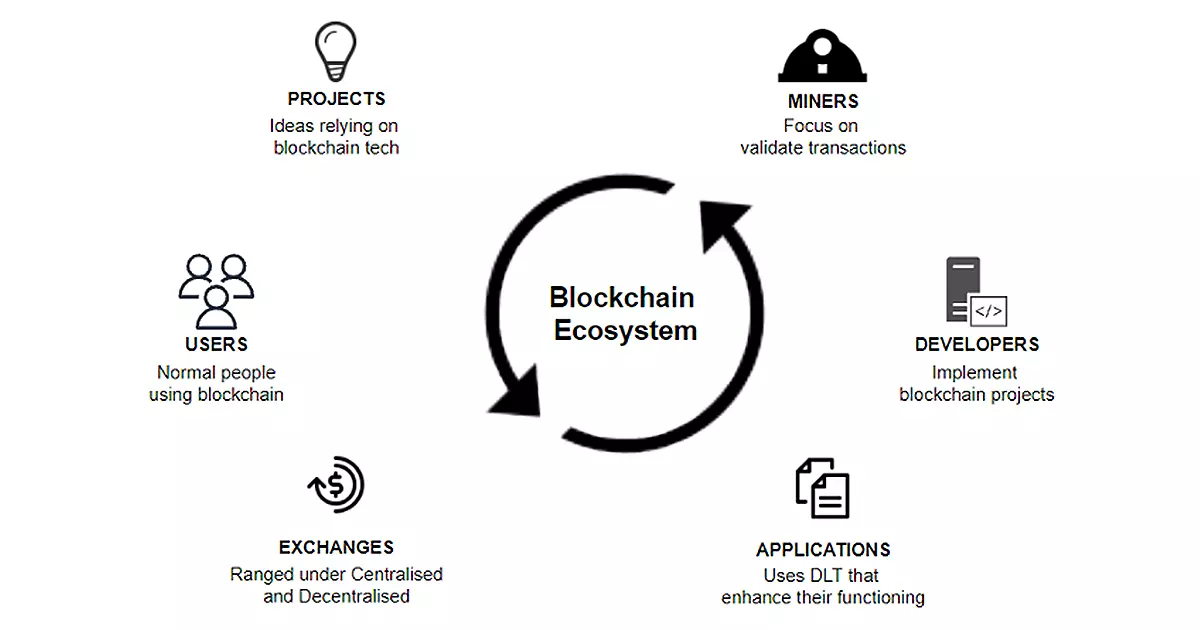 PROJECTS
Ideas relying on
blockchain tech
MINERS
Focus on
validate transactions
Blockchain
Ecosystem
USERS
Normal people
using blockchain
</>
DEVELOPERS
Implement
blockchain projects
$
EXCHANGES
Ranged under Centralised
and Decentralised
APPLICATIONS
Uses DLT that
enhance their functioning